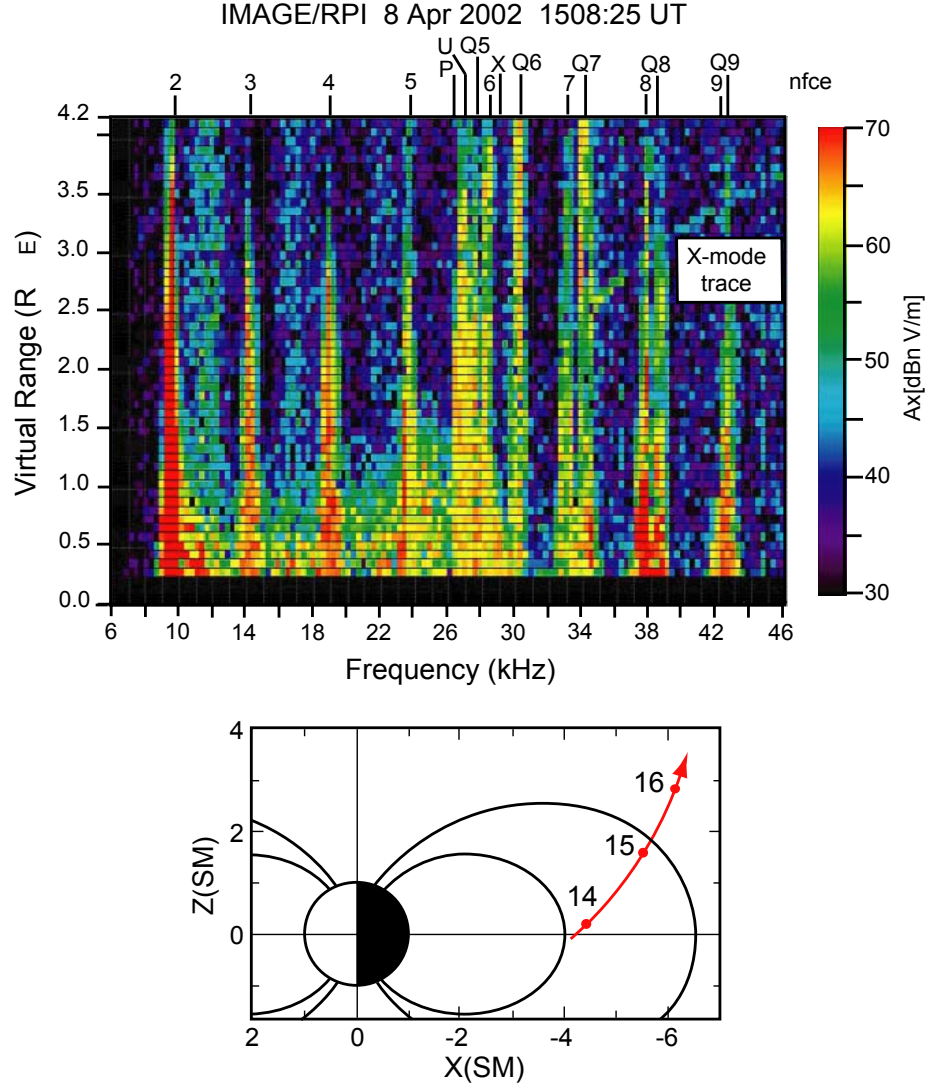 IMAGE/RPI 8 Apr 2002 1508:25 UT
U Q5
P X Q6 Q7 Q8 Q9
2 3 4 5 6 7 8 9 nfce
4.2
3.5
3.0
2.5
2.0
1.5
1.0
0.5
0.0
Virtual Range (R E)
X-mode
trace
70
60
50
40
30
Ax[dBn V/m]
6 10 14 18 22 26 30 34 38 42 46
Frequency (kHz)
4
2
0
Z(SM)
16
15
14
2 0 -2 -4 -6
X(SM)